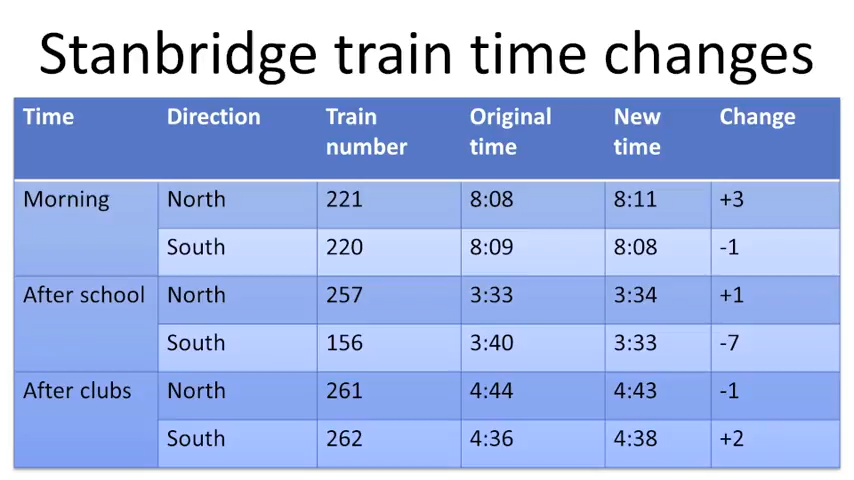 Stanbridge train time changes
Time Direction Train number Original time New time Change
Morning North 221 8:08 8:11 +3
South 220 8:09 8:08 -1
After school North 257 3:33 3:34 +1
South 156 3:40 3:33 -7
After clubs North 261 4:44 4:43 -1
South 262 4:36 4:38 +2